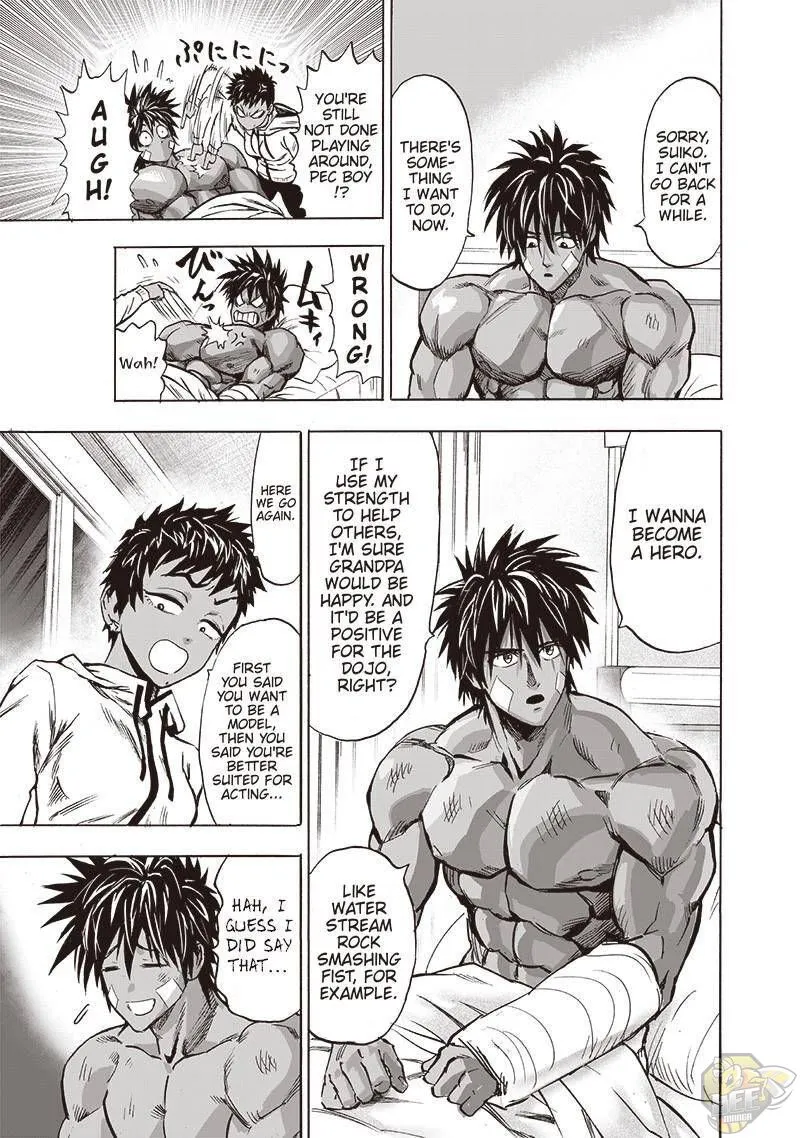 SORRY,
SUIKO.
I CAN'T
GO BACK
FOR A
WHILE.
THERE'S
SOME-
THING
I WANT
TO DO,
NOW.
ぷにににっ
YOU'RE
STILL
NOT DONE
PLAYING
AROUND,
PEC BOY
!?
AUGH!
WRONG!
ムキィ
びんっ
Wah!
I WANNA
BECOME
A HERO.
IF I
USE MY
STRENGTH
TO HELP
OTHERS,
I'M SURE
GRANDPA
WOULD BE
HAPPY. AND
IT'D BE A
POSITIVE
FOR THE
DOJO,
RIGHT?
LIKE
WATER
STREAM
ROCK
SMASHING
FIST, FOR
EXAMPLE.
HERE
WE GO
AGAIN.
FIRST
YOU SAID
YOU WANT
TO BE A
MODEL,
THEN YOU
SAID YOU'RE
BETTER
SUITED FOR
ACTING...
HAH, I
GUESS I
DID SAY
THAT...
MANGA